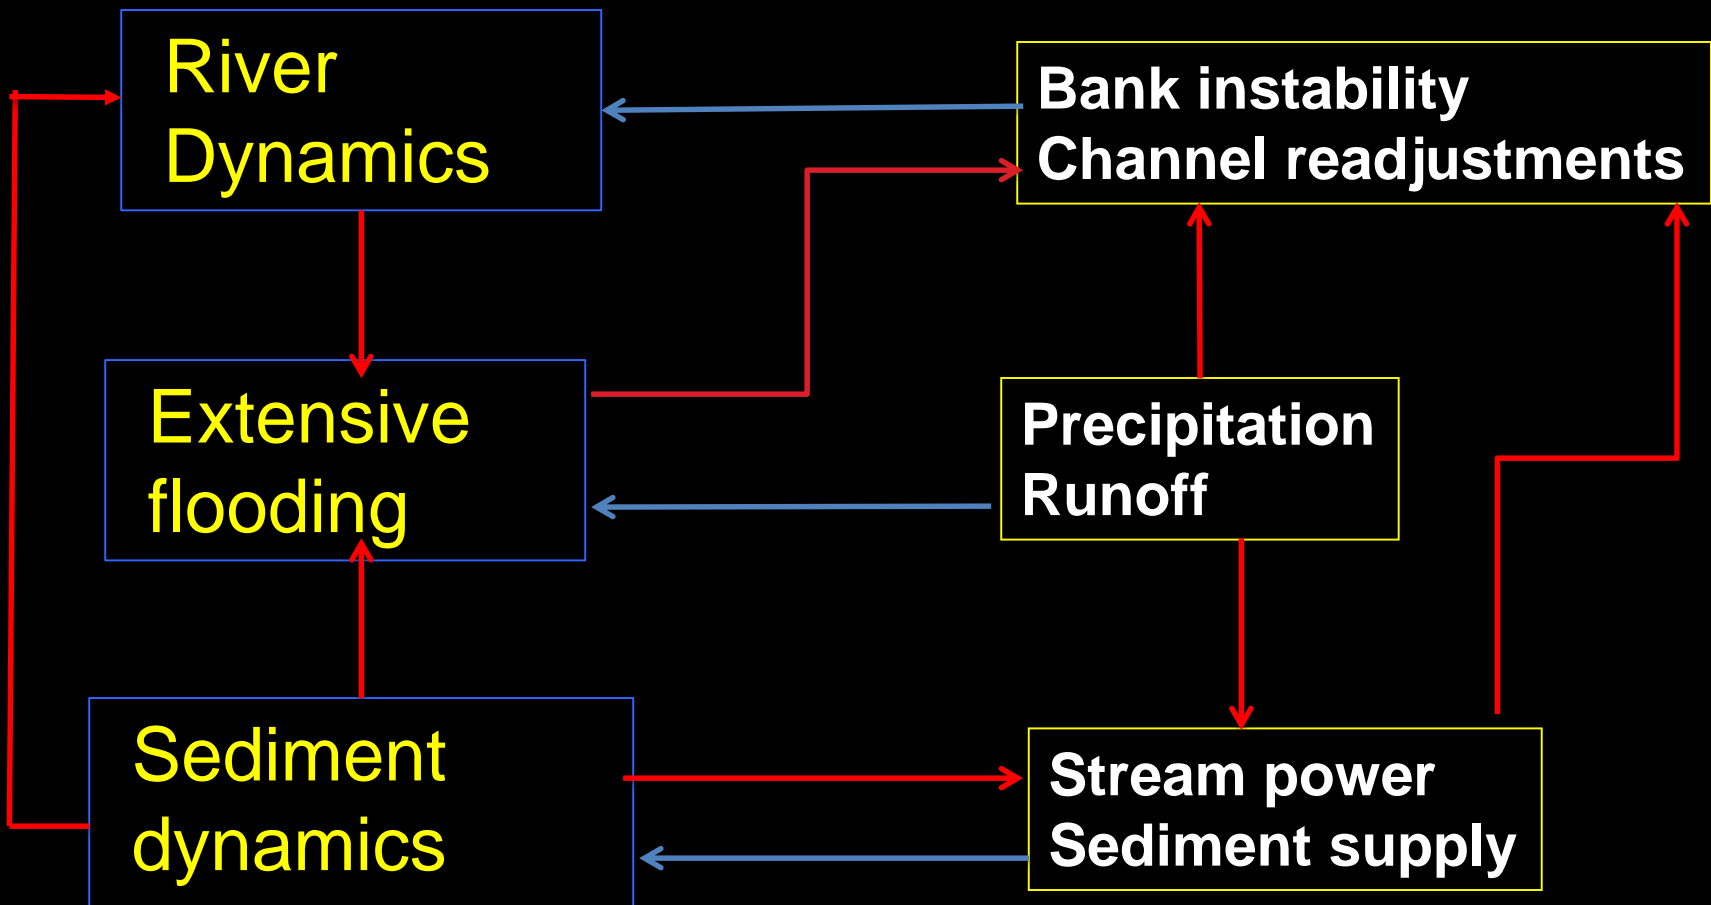 River
Dynamics
Bank instability
Channel readjustments
Extensive
flooding
Precipitation
Runoff
Sediment
dynamics
Stream power
Sediment supply